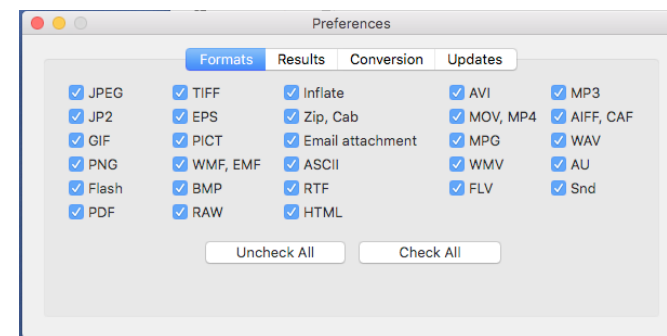 Preferences
Formats Results Conversion Updates
JPEG TIFF Inflate AVI MP3
JP2 EPS Zip, Cab MOV, MP4 AIFF, CAF
GIF PICT Email attachment MPG WAV
PNG WMF, EMF ASCII WMV AU
Flash BMP RTF FLV Snd
PDF RAW HTML
Uncheck All Check All